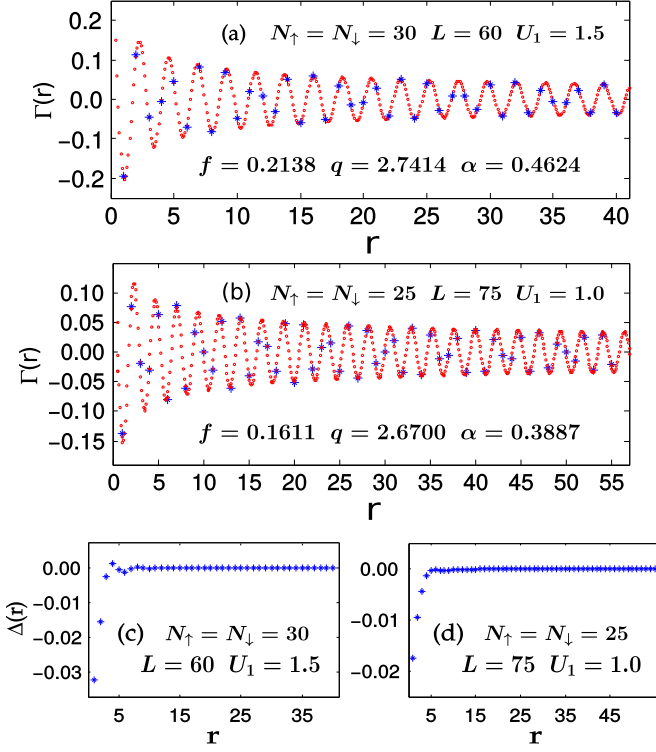 0.2
(a) N↑ = N↓ = 30 L = 60 U₁ = 1.5
0.1
0.0
−0.1
−0.2
Γ(r)
f = 0.2138 q = 2.7414 α = 0.4624
0 5 10 15 20 25 30 35 40
r
(b) N↑ = N↓ = 25 L = 75 U₁ = 1.0
0.10
0.05
0.00
−0.05
−0.10
−0.15
Γ(r)
f = 0.1611 q = 2.6700 α = 0.3887
0 5 10 15 20 25 30 35 40 45 50 55
r
0.00
−0.01
−0.02
−0.03
Δ(r)
(c) N↑ = N↓ = 30
L = 60 U₁ = 1.5
5 15 25 35
r
0.00
−0.01
−0.02
(d) N↑ = N↓ = 25
L = 75 U₁ = 1.0
5 15 25 35 45
r